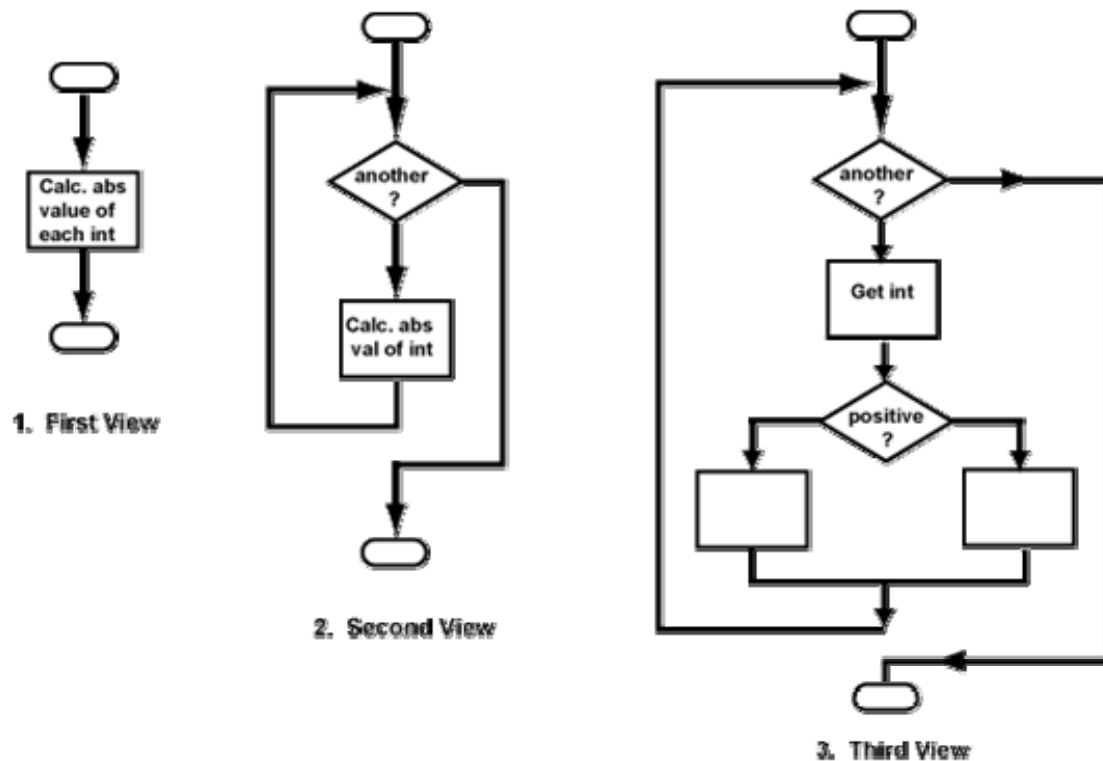 Calc. abs
value of
each int
1. First View
another
?
Calc. abs
val of int
2. Second View
another
?
Get int
positive
?
3. Third View